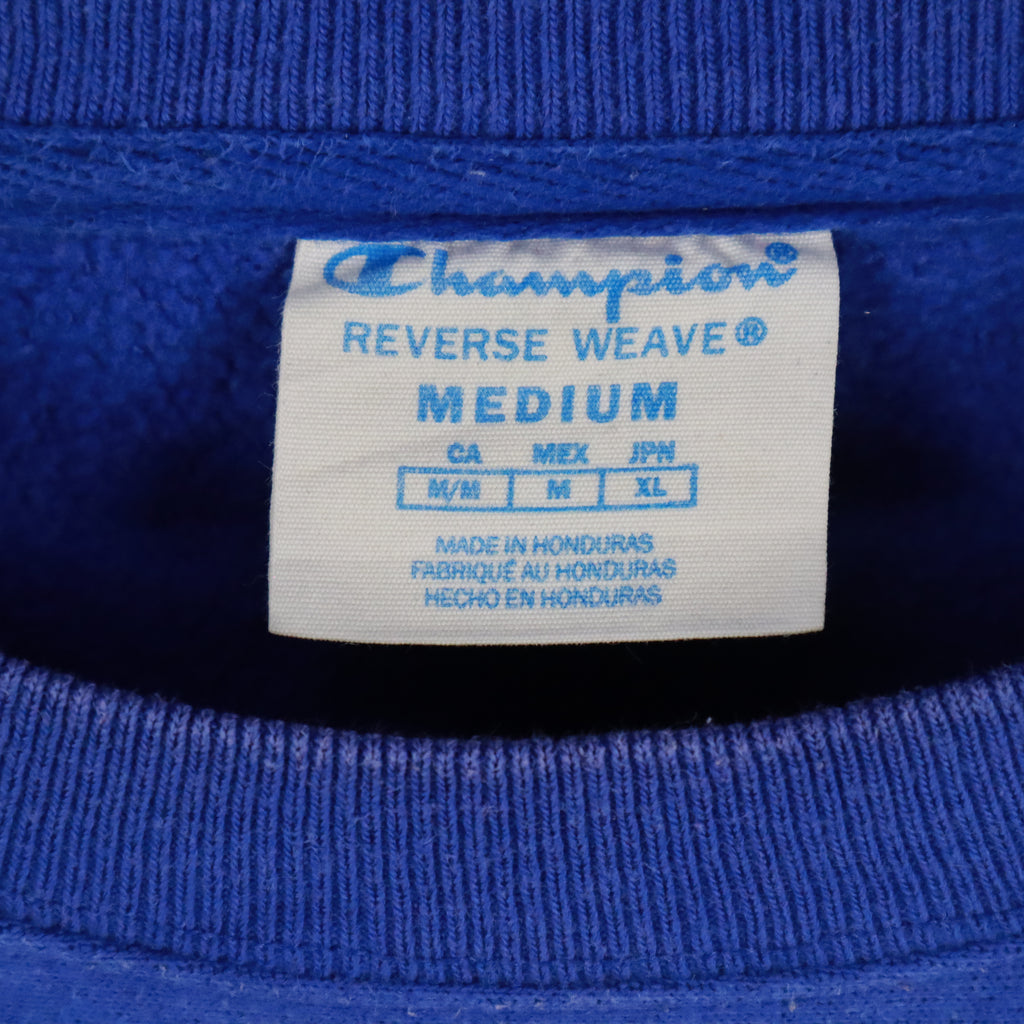 Champion®
REVERSE WEAVE®
MEDIUM
CA MEX JPN
M/M M XL
MADE IN HONDURAS
FABRIQUÉ AU HONDURAS
HECHO EN HONDURAS